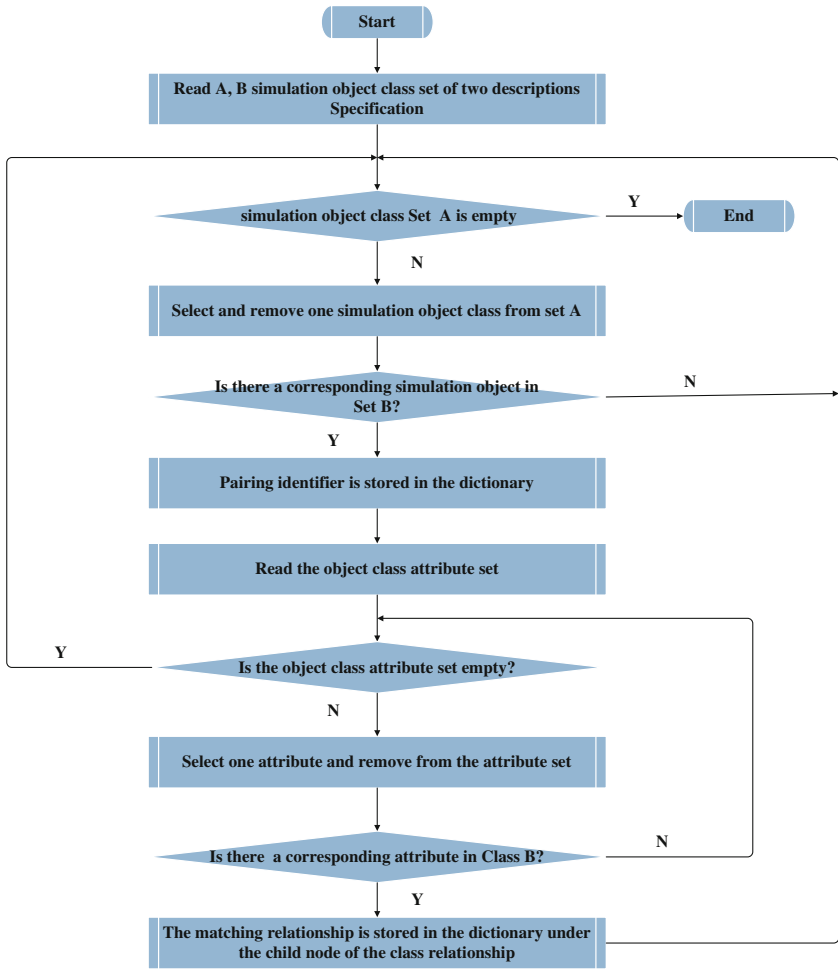 Start
Read A, B simulation object class set of two descriptions
Specification
simulation object class Set A is empty
Y
End
N
Select and remove one simulation object class from set A
Is there a corresponding simulation object in
Set B?
N
Y
Pairing identifier is stored in the dictionary
Read the object class attribute set
Is the object class attribute set empty?
Y
N
Select one attribute and remove from the attribute set
Is there a corresponding attribute in Class B?
N
Y
The matching relationship is stored in the dictionary under
the child node of the class relationship